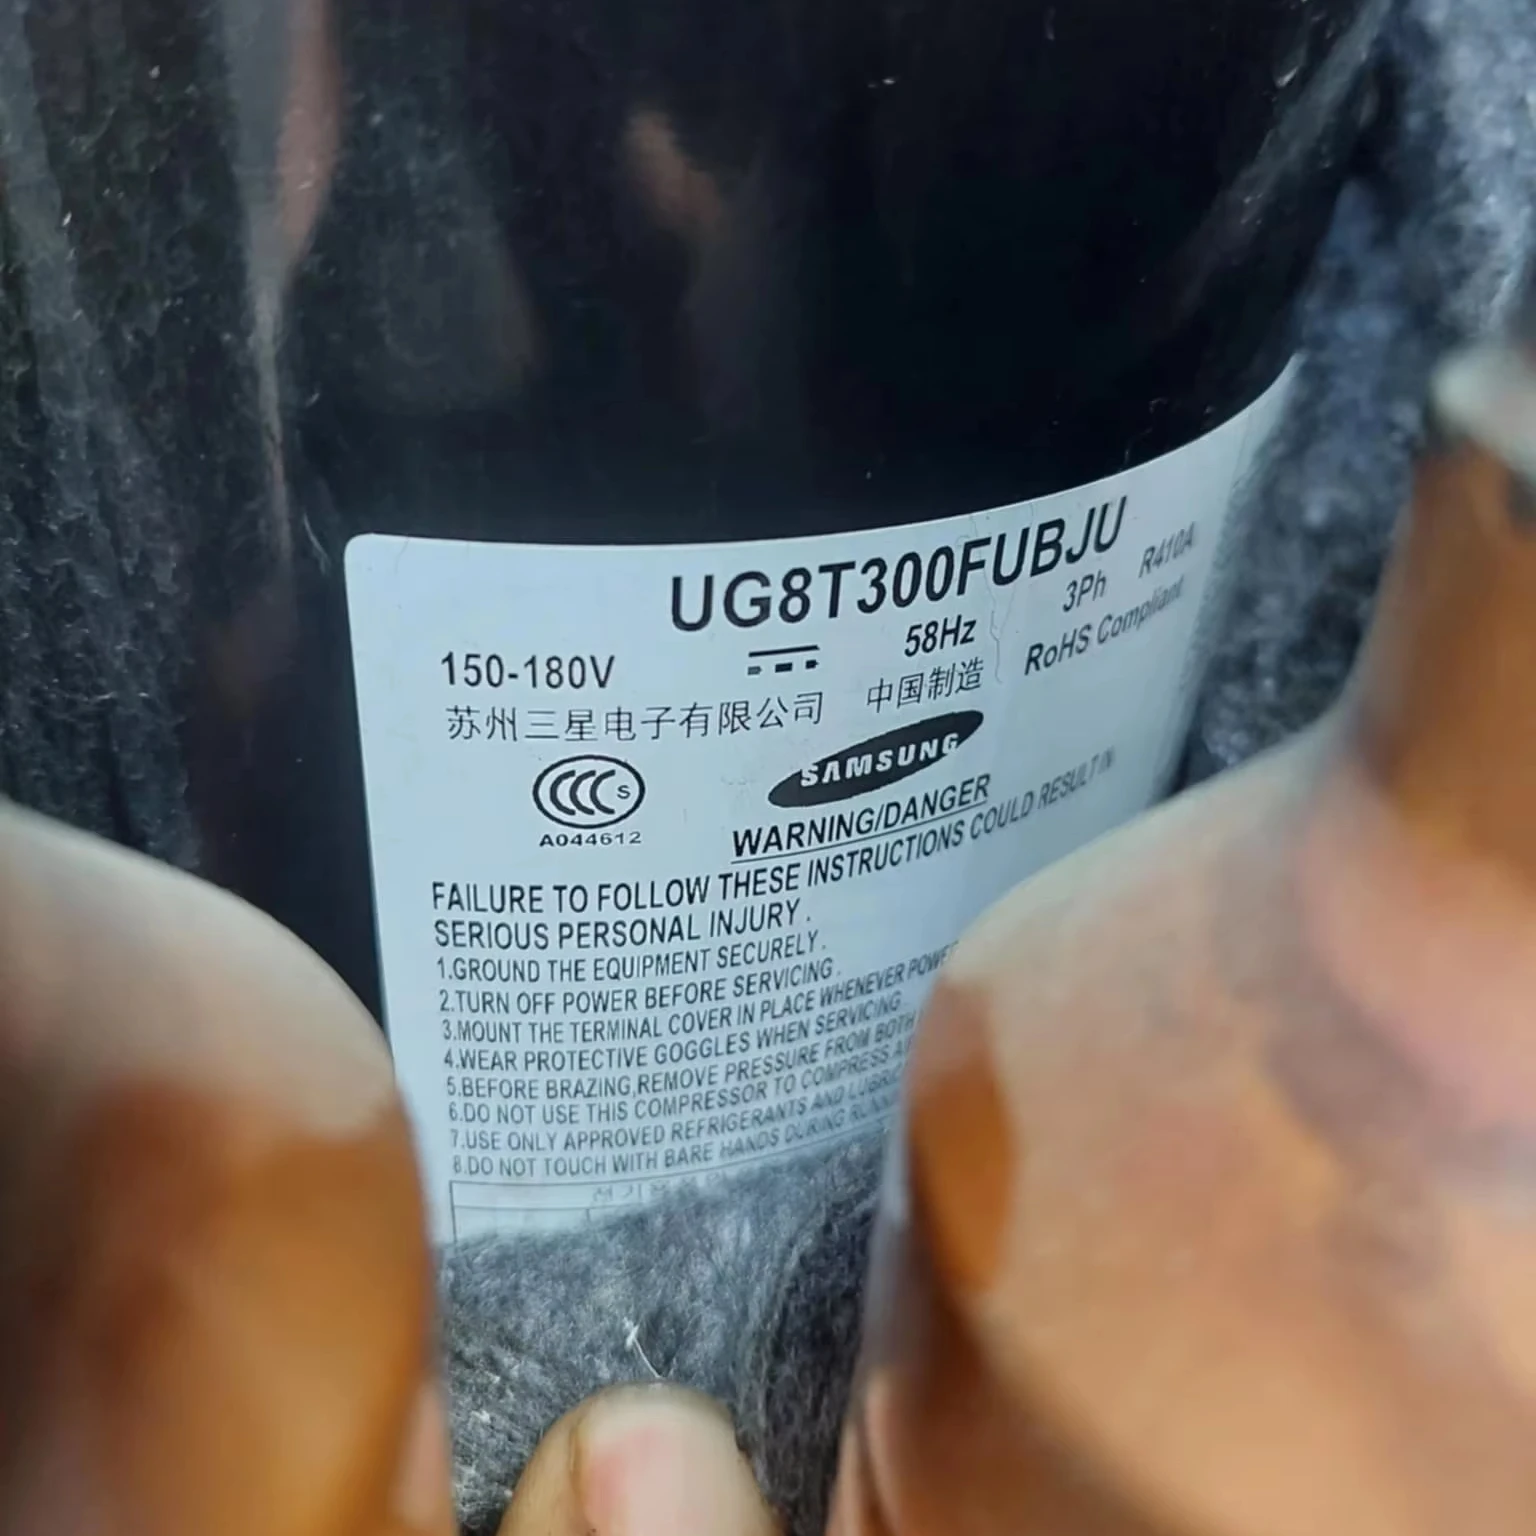 UG8T300FUBJU
150-180V 58Hz 3Ph R410A
苏州三星电子有限公司 中国制造 RoHS Compliant
CCC S SAMSUNG
A044612
WARNING/DANGER
FAILURE TO FOLLOW THESE INSTRUCTIONS COULD RESULT IN
SERIOUS PERSONAL INJURY.
1.GROUND THE EQUIPMENT SECURELY.
2.TURN OFF POWER BEFORE SERVICING.
3.MOUNT THE TERMINAL COVER IN PLACE WHENEVER POWER
4.WEAR PROTECTIVE GOGGLES WHEN SERVICING
5.BEFORE BRAZING,REMOVE PRESSURE FROM BOTH
6.DO NOT USE THIS COMPRESSOR TO COMPRESS
7.USE ONLY APPROVED REFRIGERANTS AND
8.DO NOT TOUCH WITH BARE HANDS DURING